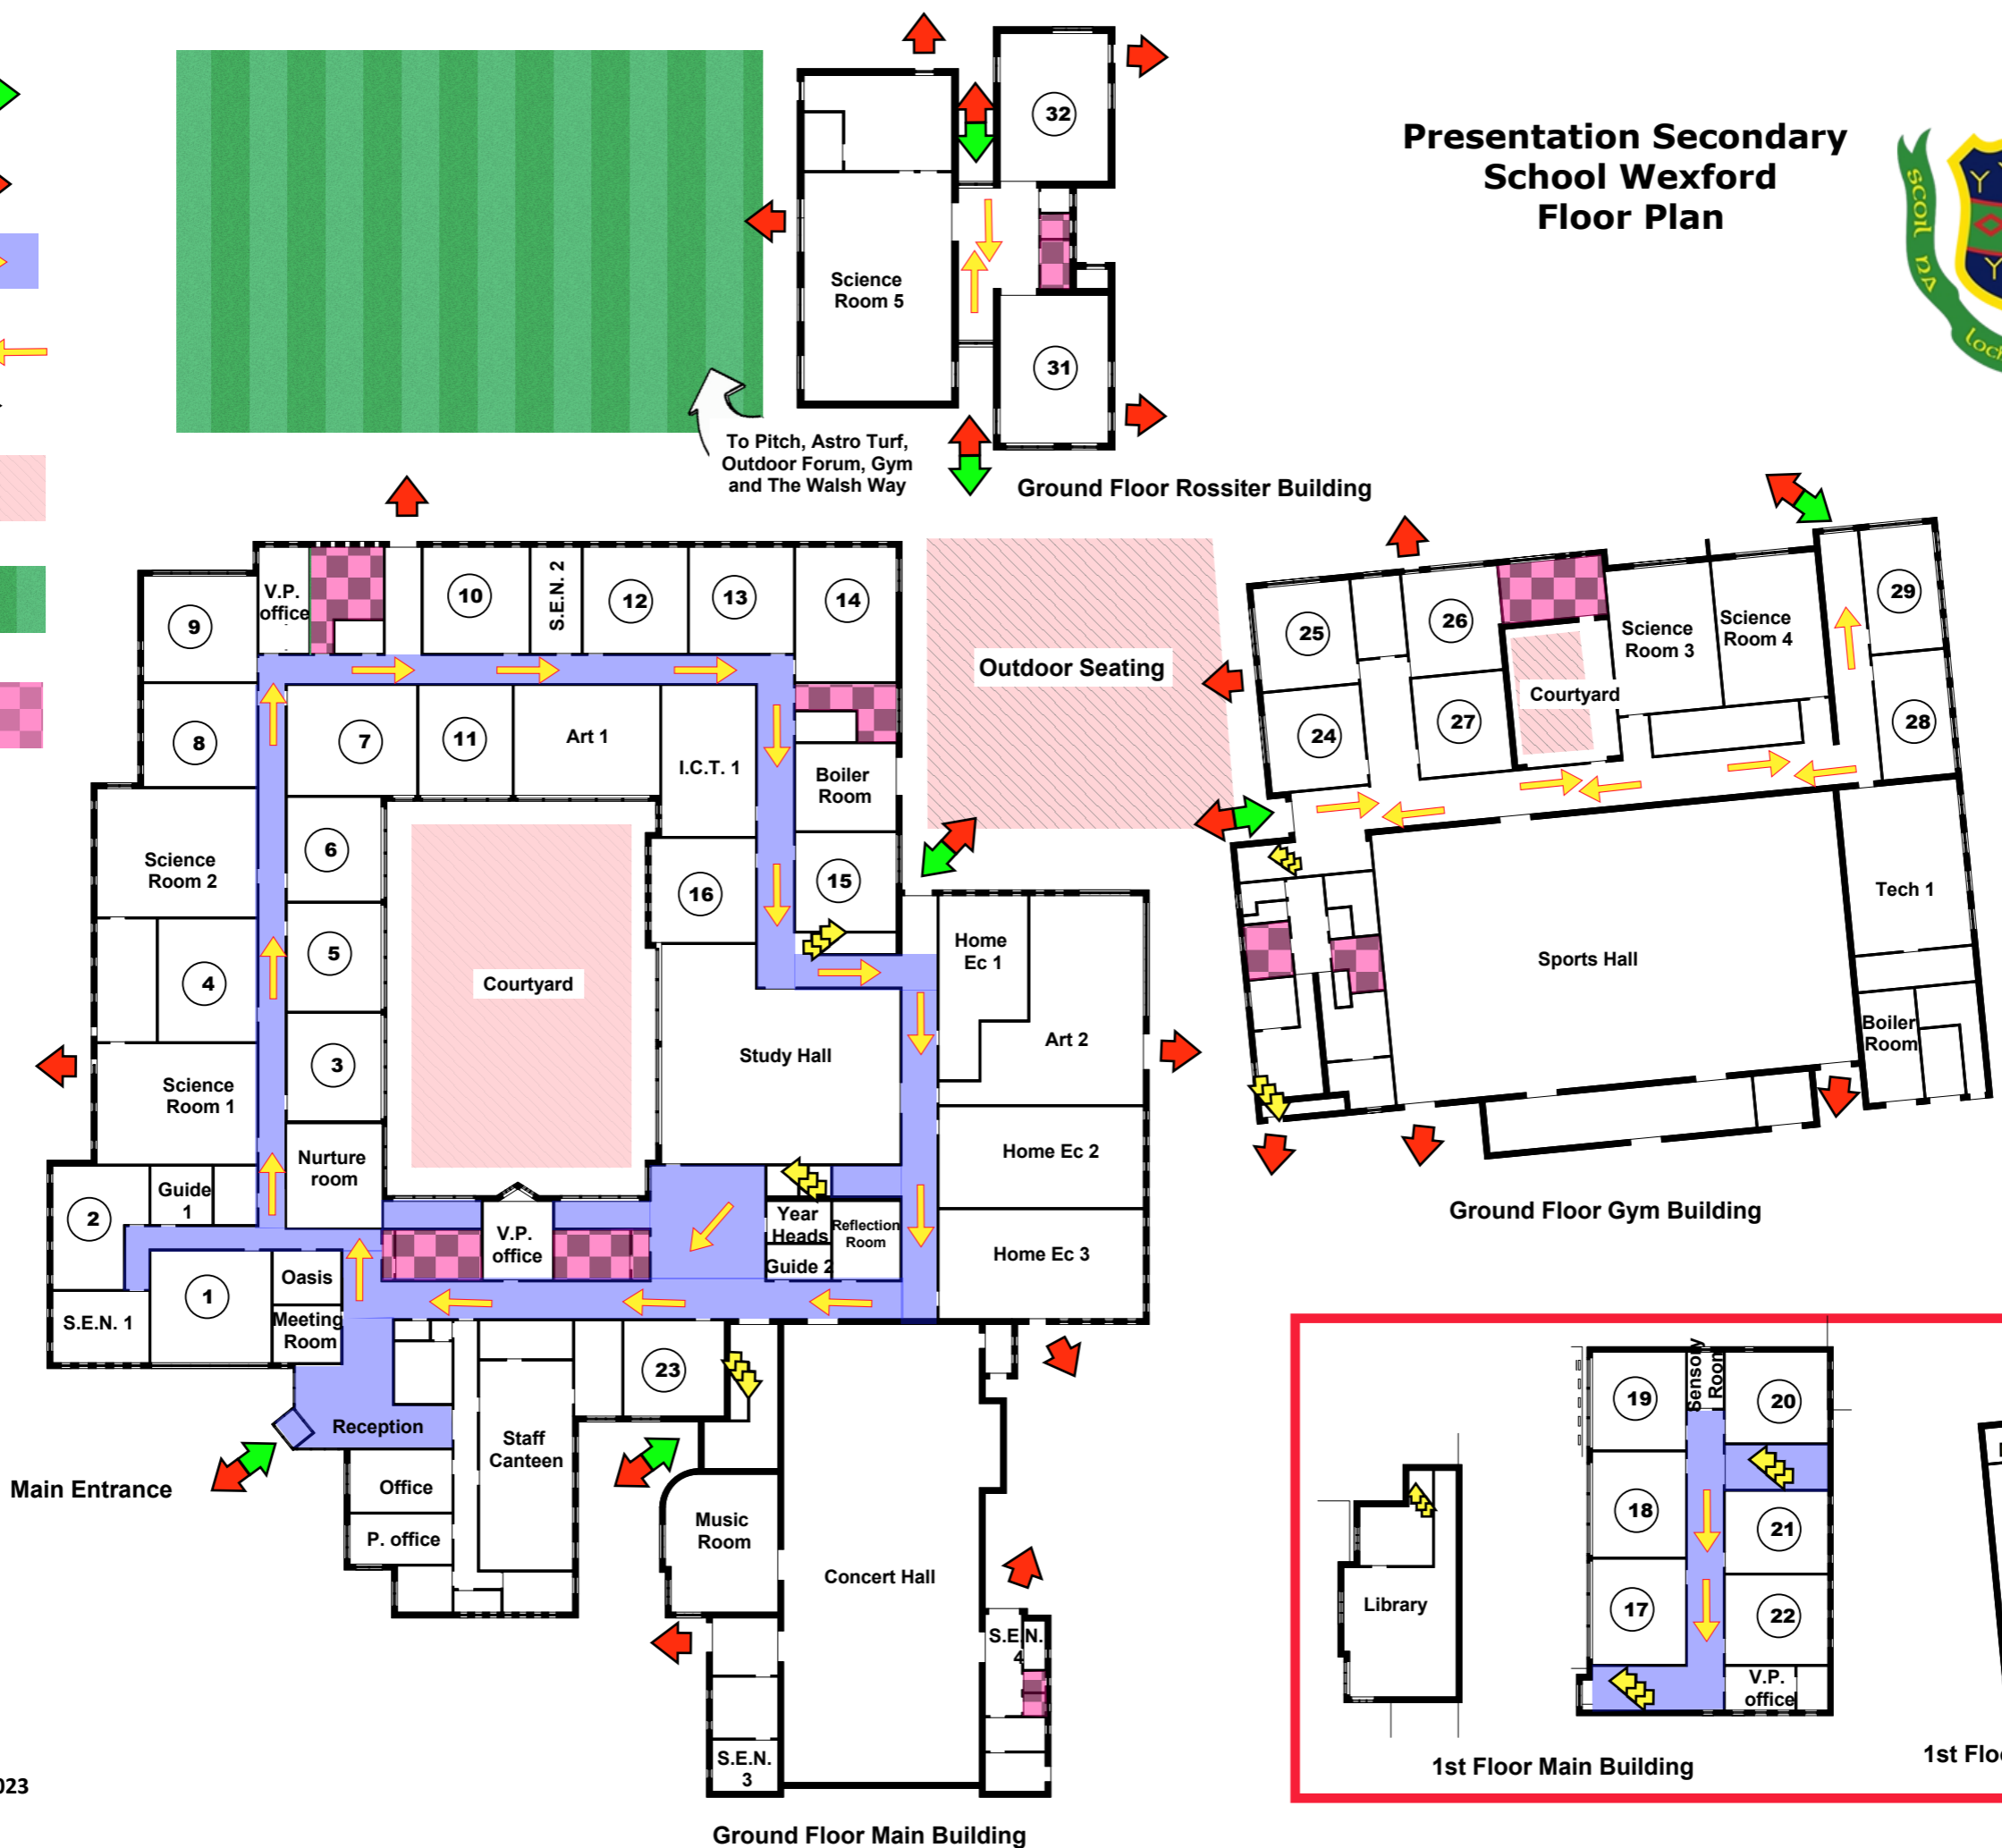 Presentation Secondary
School Wexford
Floor Plan
SCOIL NA
32
Science
Room 5
31
To Pitch, Astro Turf,
Outdoor Forum, Gym
and The Walsh Way
Ground Floor Rossiter Building
9
V.P.
office
10
S.E.N. 2
12
13
14
8
7
11
Art 1
I.C.T. 1
Boiler
Room
Science
Room 2
6
16
15
4
5
Courtyard
Home
Ec 1
Science
Room 1
3
Study Hall
Art 2
Nurture
room
Home Ec 2
2
Guide
1
V.P.
office
Year
Heads
Reflection
Room
Guide 2
Home Ec 3
S.E.N. 1
1
Oasis
Meeting
Room
23
Reception
Staff
Canteen
Main Entrance
Office
P. office
Music
Room
Concert Hall
S.E.N.
4
S.E.N.
3
Ground Floor Main Building
Outdoor Seating
25
26
Science
Room 3
Science
Room 4
29
24
27
Courtyard
28
Sports Hall
Tech 1
Boiler
Room
Ground Floor Gym Building
Library
19
Sensory
Room
20
18
21
17
22
V.P.
office
1st Floor Main Building
1st Floo
023